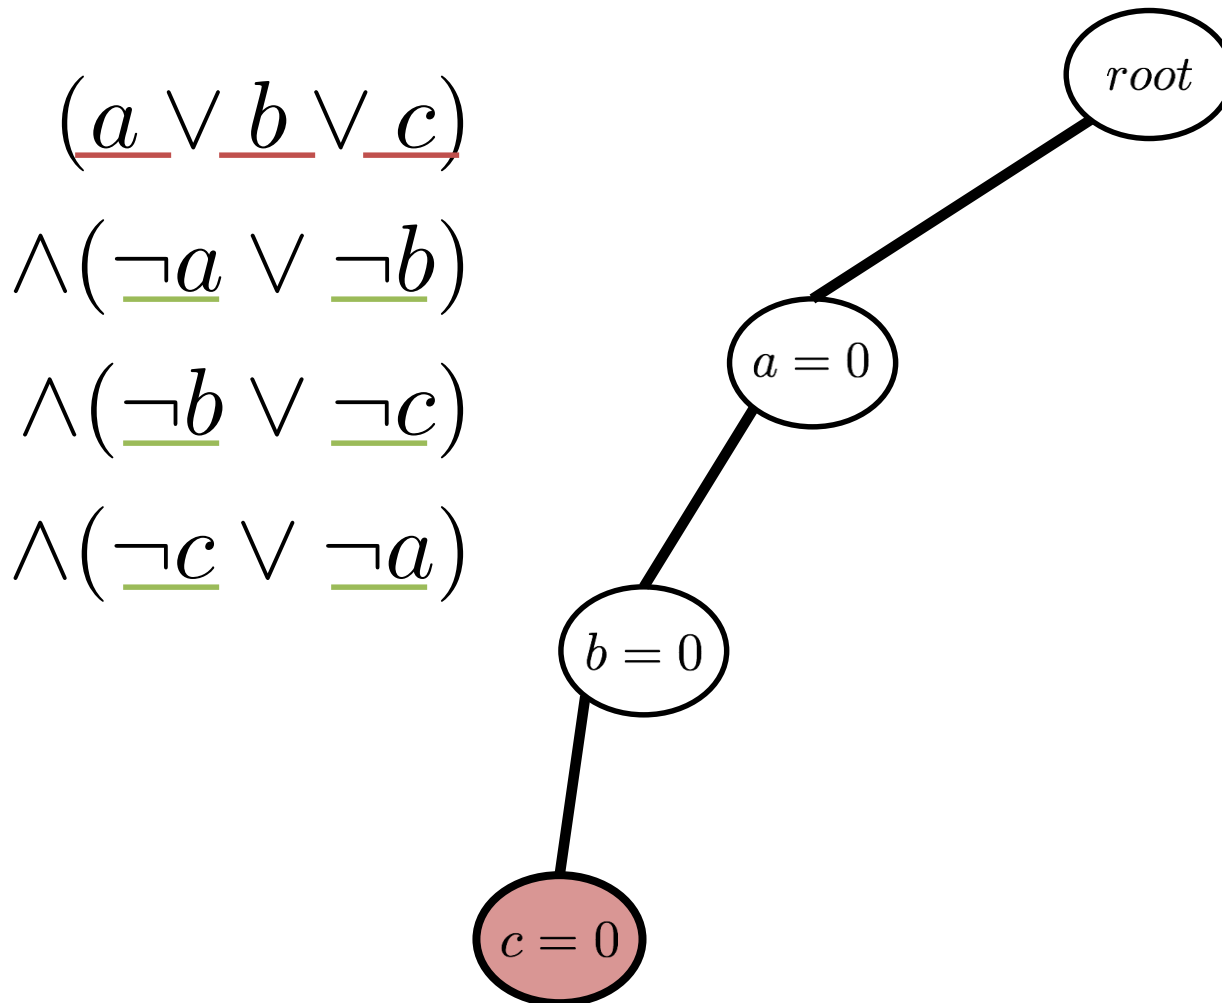 (a ∨ b ∨ c)
∧(¬a ∨ ¬b)
∧(¬b ∨ ¬c)
∧(¬c ∨ ¬a)
root
a = 0
b = 0
c = 0